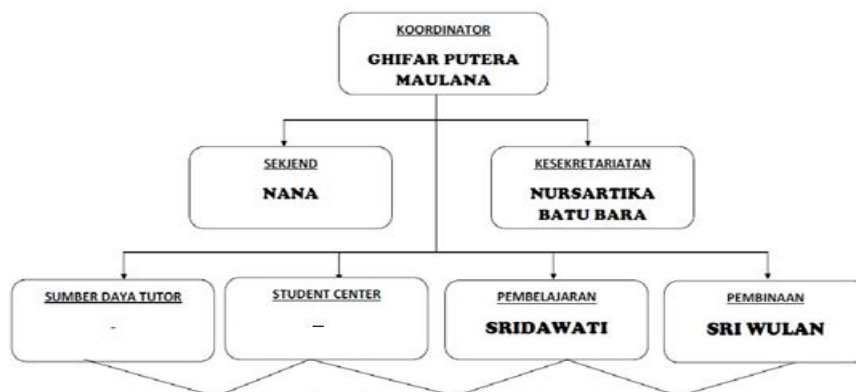 KOORDINATOR
GHIFAR PUTERA
MAULANA
SEKJEND
NANA
KESEKRETARIATAN
NURSARTIKA
BATU BARA
SUMBER DAYA TUTOR
-
STUDENT CENTER
–
PEMBELAJARAN
SRIDAWATI
PEMBINAAN
SRI WULAN